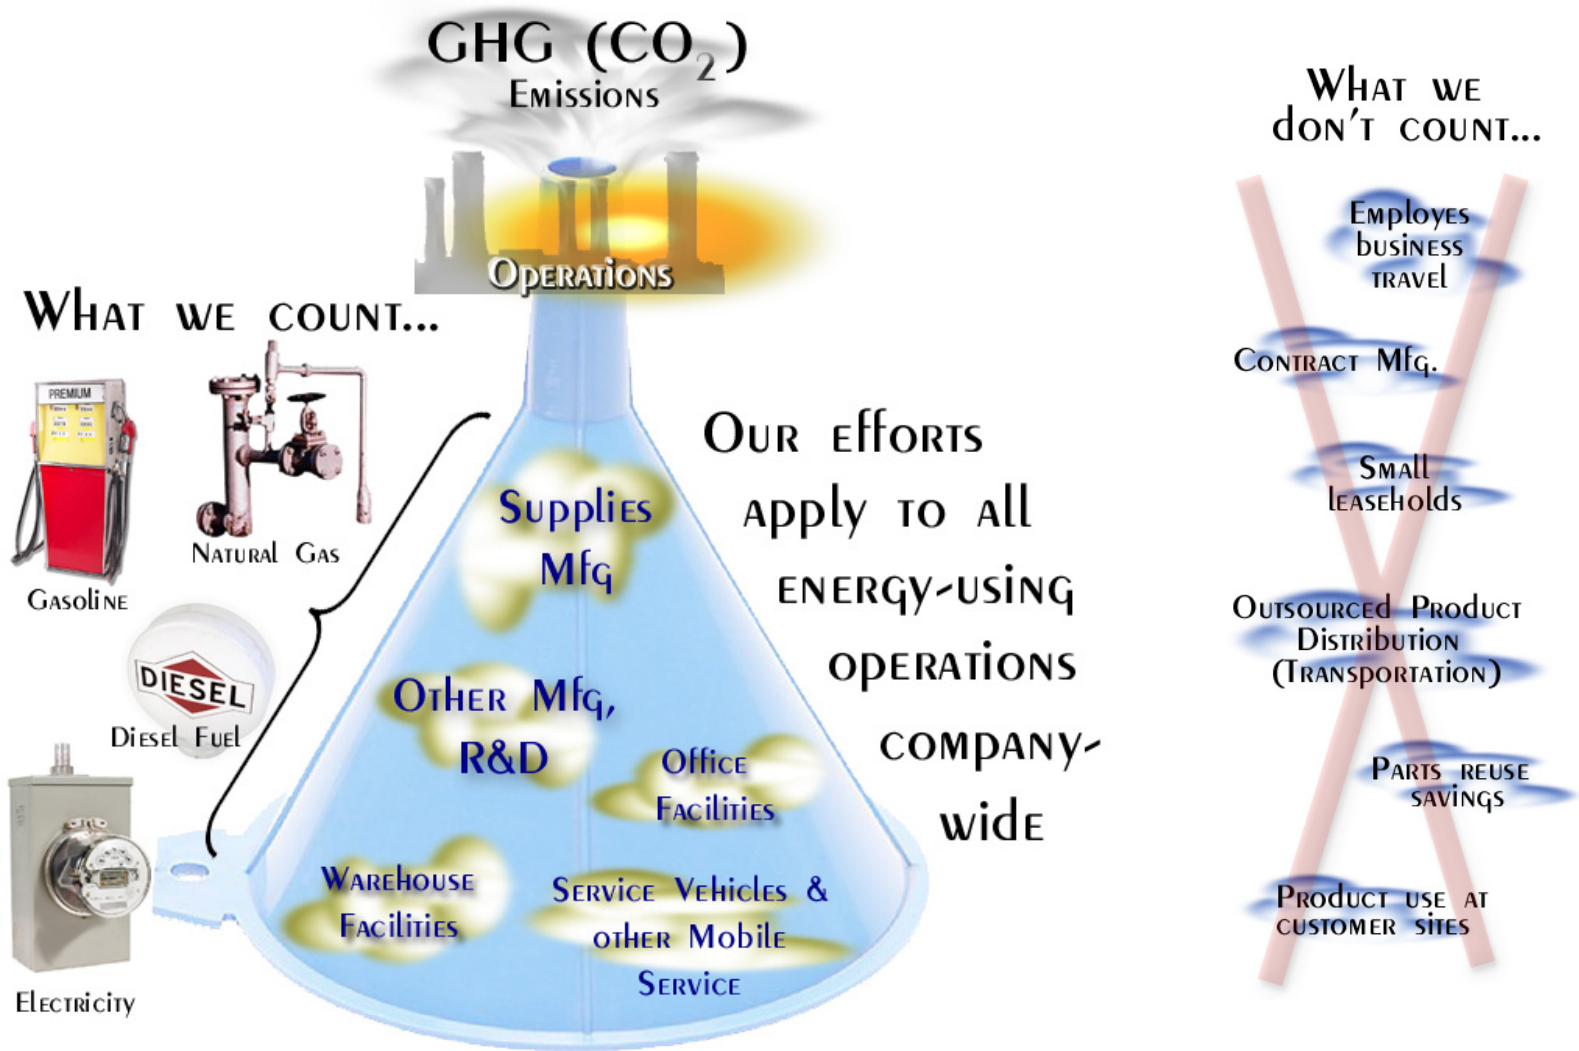 GHG (CO2)
Emissions
Operations
What we count...
PREMIUM
Gasoline
Natural Gas
DIESEL
Diesel Fuel
Electricity
Supplies
Mfg
Other Mfg,
R&D
Office
Facilities
Warehouse
Facilities
Service Vehicles &
other Mobile
Service
Our efforts
apply to all
energy-using
operations
company-
wide
What we
don't count...
Employes
business
travel
Contract Mfg.
Small
leaseholds
Outsourced Product
Distribution
(Transportation)
Parts reuse
savings
Product use at
customer sites